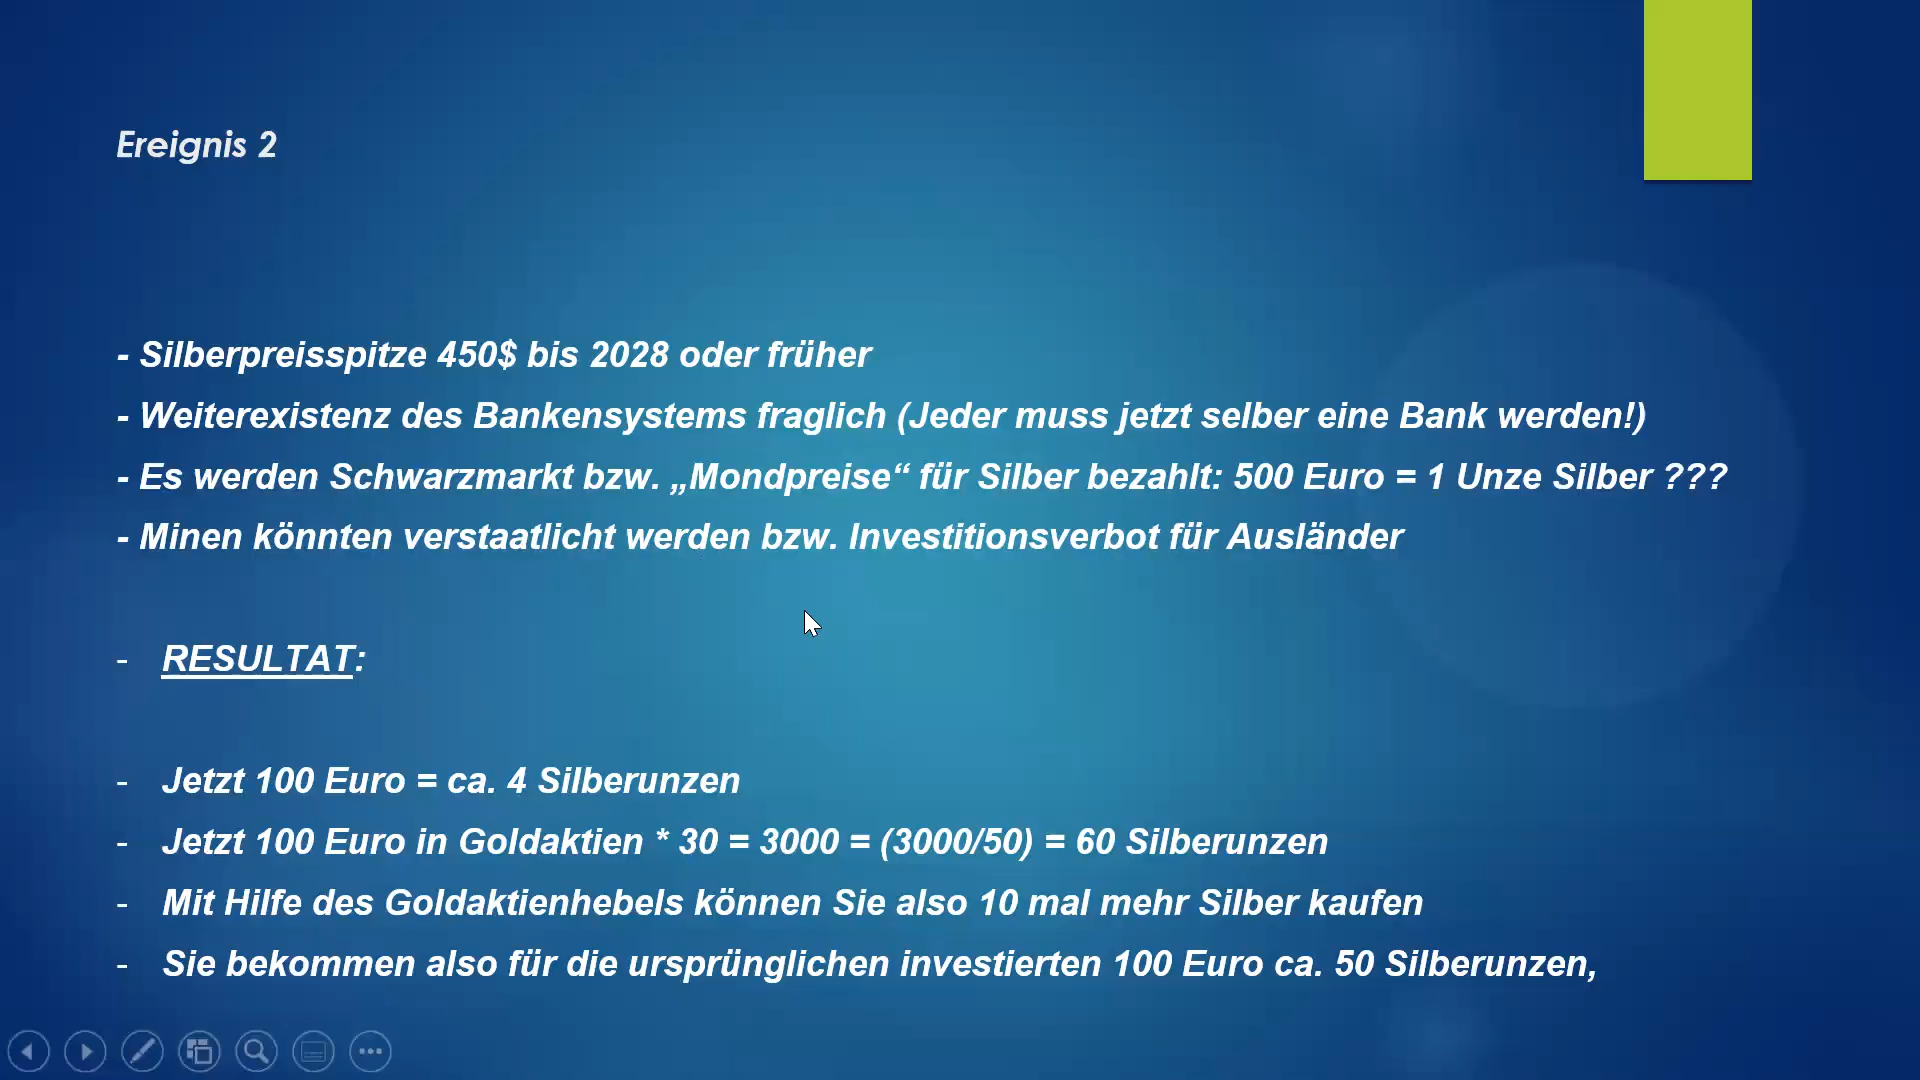 Ereignis 2
- Silberpreisspitze 450$ bis 2028 oder früher
- Weiterexistenz des Bankensystems fraglich (Jeder muss jetzt selber eine Bank werden!)
- Es werden Schwarzmarkt bzw. „Mondpreise“ für Silber bezahlt: 500 Euro = 1 Unze Silber ???
- Minen könnten verstaatlicht werden bzw. Investitionsverbot für Ausländer
- RESULTAT:
- Jetzt 100 Euro = ca. 4 Silberunzen
- Jetzt 100 Euro in Goldaktien * 30 = 3000 = (3000/50) = 60 Silberunzen
- Mit Hilfe des Goldaktienhebels können Sie also 10 mal mehr Silber kaufen
- Sie bekommen also für die ursprünglichen investierten 100 Euro ca. 50 Silberunzen,